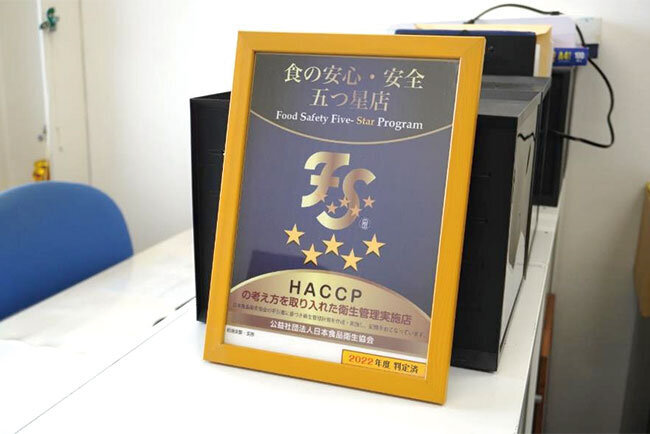 食の安心・安全
五つ星店
Food Safety Five-Star Program
FS
HACCP
の考え方を取り入れた衛生管理実施店
公益社団法人日本食品衛生協会
2022年度 判定済
A4